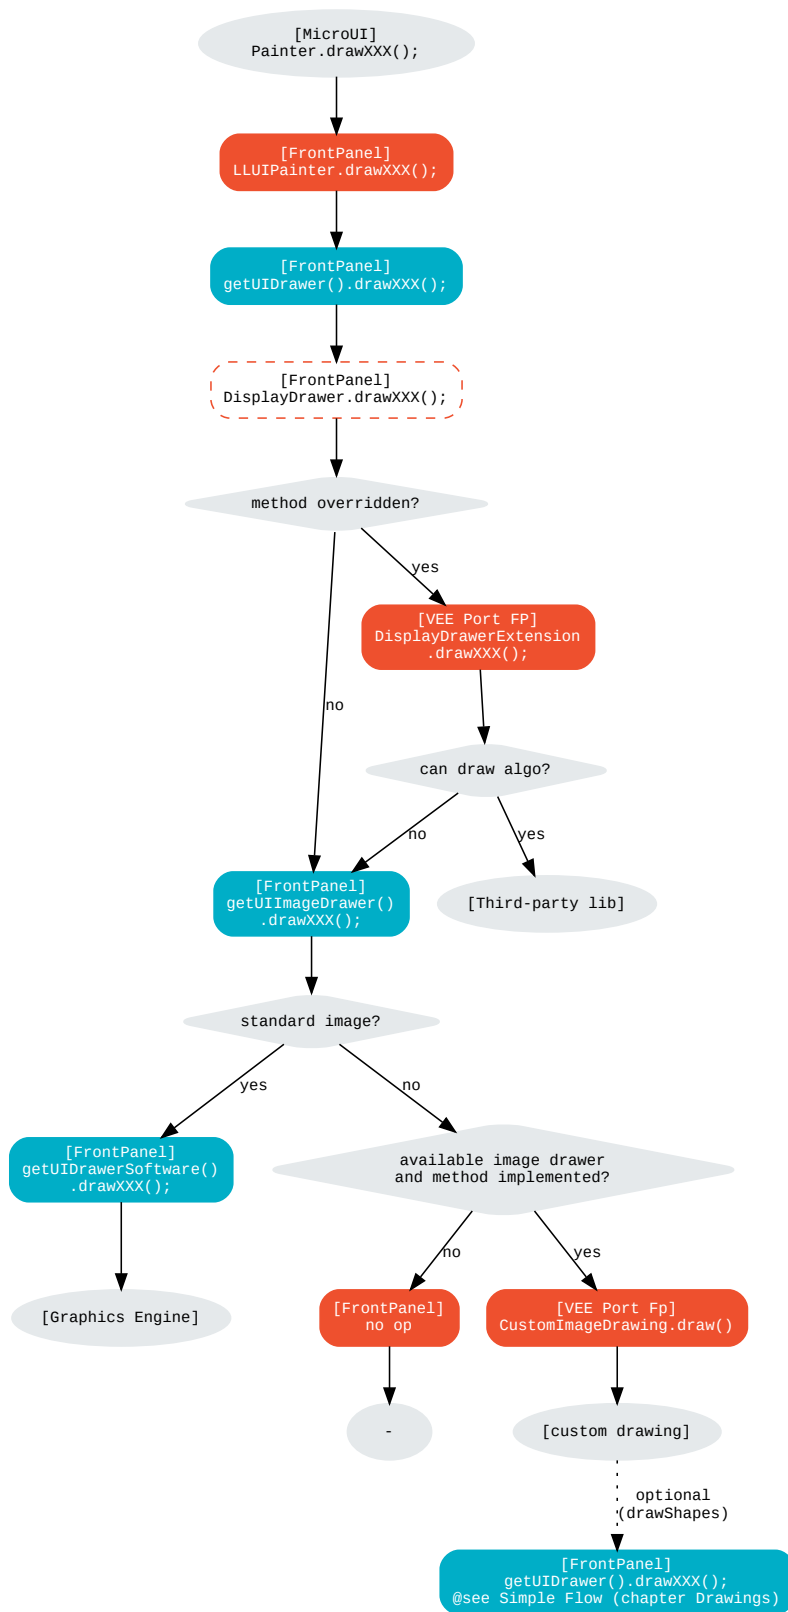 [MicroUI]
Painter.drawXXX();
[FrontPanel]
LLUIPainter.drawXXX();
[FrontPanel]
getUIDrawer().drawXXX();
[FrontPanel]
DisplayDrawer.drawXXX();
method overridden?
yes
[VEE Port FP]
DisplayDrawerExtension
.drawXXX();
no
can draw algo?
no
yes
[FrontPanel]
getUIImageDrawer()
.drawXXX();
[Third-party lib]
standard image?
yes
no
[FrontPanel]
getUIDrawerSoftware()
.drawXXX();
available image drawer
and method implemented?
no
yes
[Graphics Engine]
[FrontPanel]
no op
[VEE Port Fp]
CustomImageDrawing.draw()
-
[custom drawing]
optional
(drawShapes)
[FrontPanel]
getUIDrawer().drawXXX();
@see Simple Flow (chapter Drawings)